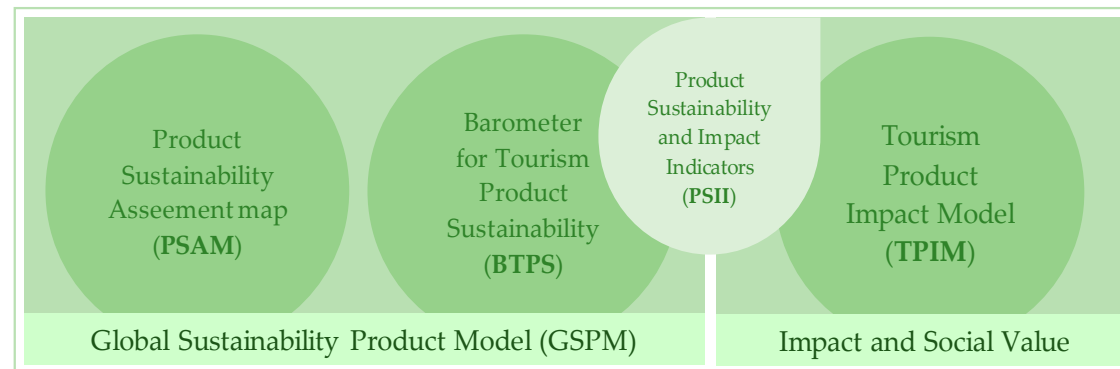 Product
Sustainability
Asseement map
(PSAM)
Barometer
for Tourism
Product
Sustainability
(BTPS)
Product
Sustainability
and Impact
Indicators
(PSII)
Tourism
Product
Impact Model
(TPIM)
Global Sustainability Product Model (GSPM)
Impact and Social Value